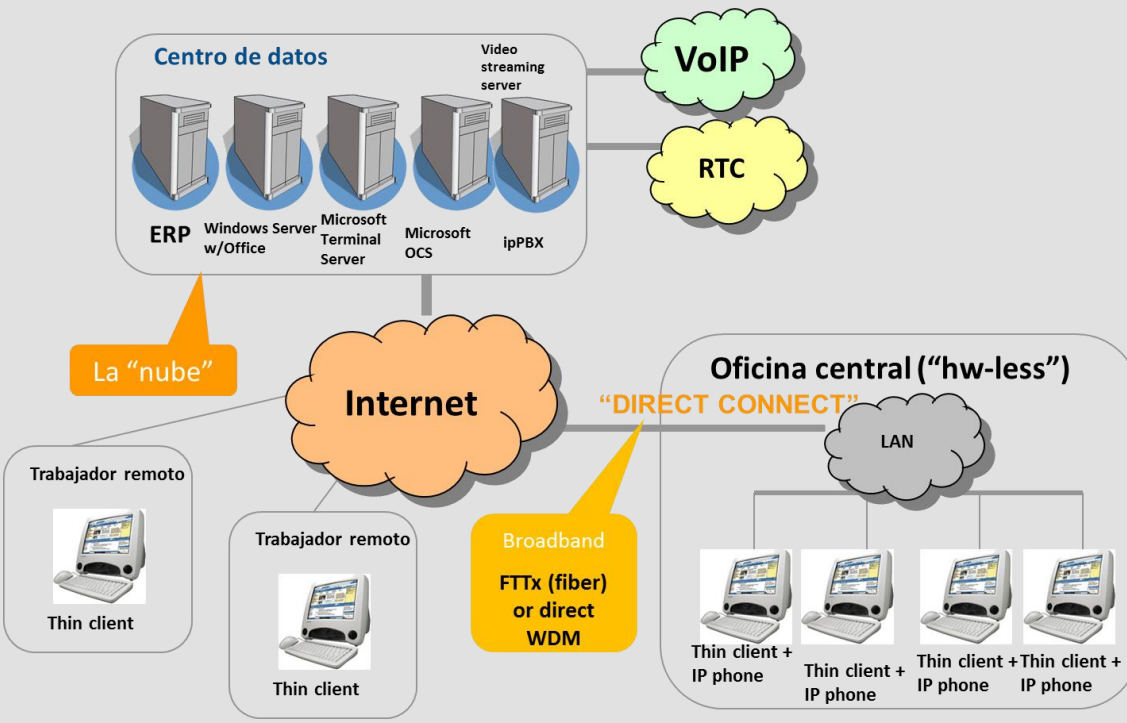 Centro de datos
Video
streaming
server
VoIP
RTC
ERP
Windows Server
w/Office
Microsoft
Terminal
Server
Microsoft
OCS
ipPBX
La “nube”
Internet
Oficina central (“hw-less”)
“DIRECT CONNECT”
LAN
Trabajador remoto
Thin client
Trabajador remoto
Thin client
Broadband
FTTx (fiber)
or direct
WDM
Thin client +
IP phone
Thin client +
IP phone
Thin client +
IP phone
Thin client +
IP phone